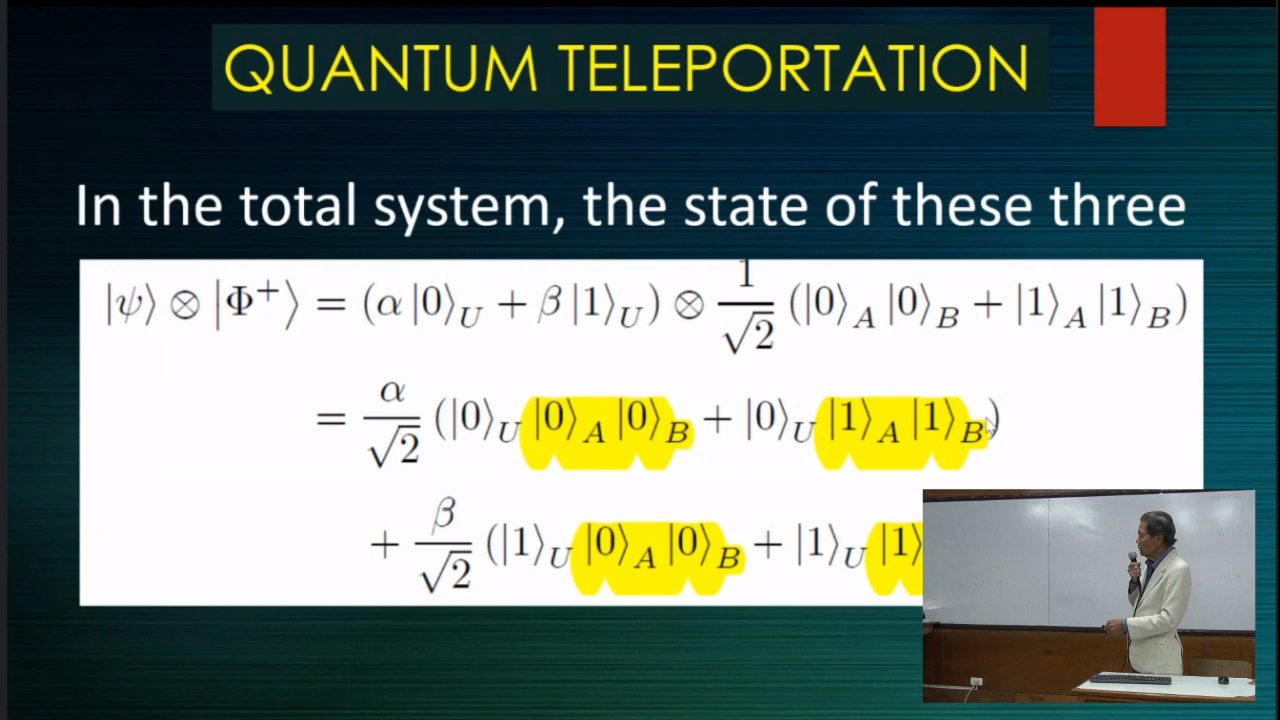 QUANTUM TELEPORTATION
In the total system, the state of these three
|ψ⟩ ⊗ |Φ⁺⟩ = (α |0⟩_U + β |1⟩_U) ⊗ 1/√2 (|0⟩_A |0⟩_B + |1⟩_A |1⟩_B)
= α/√2 (|0⟩_U |0⟩_A |0⟩_B + |0⟩_U |1⟩_A |1⟩_B)
+ β/√2 (|1⟩_U |0⟩_A |0⟩_B + |1⟩_U |1⟩